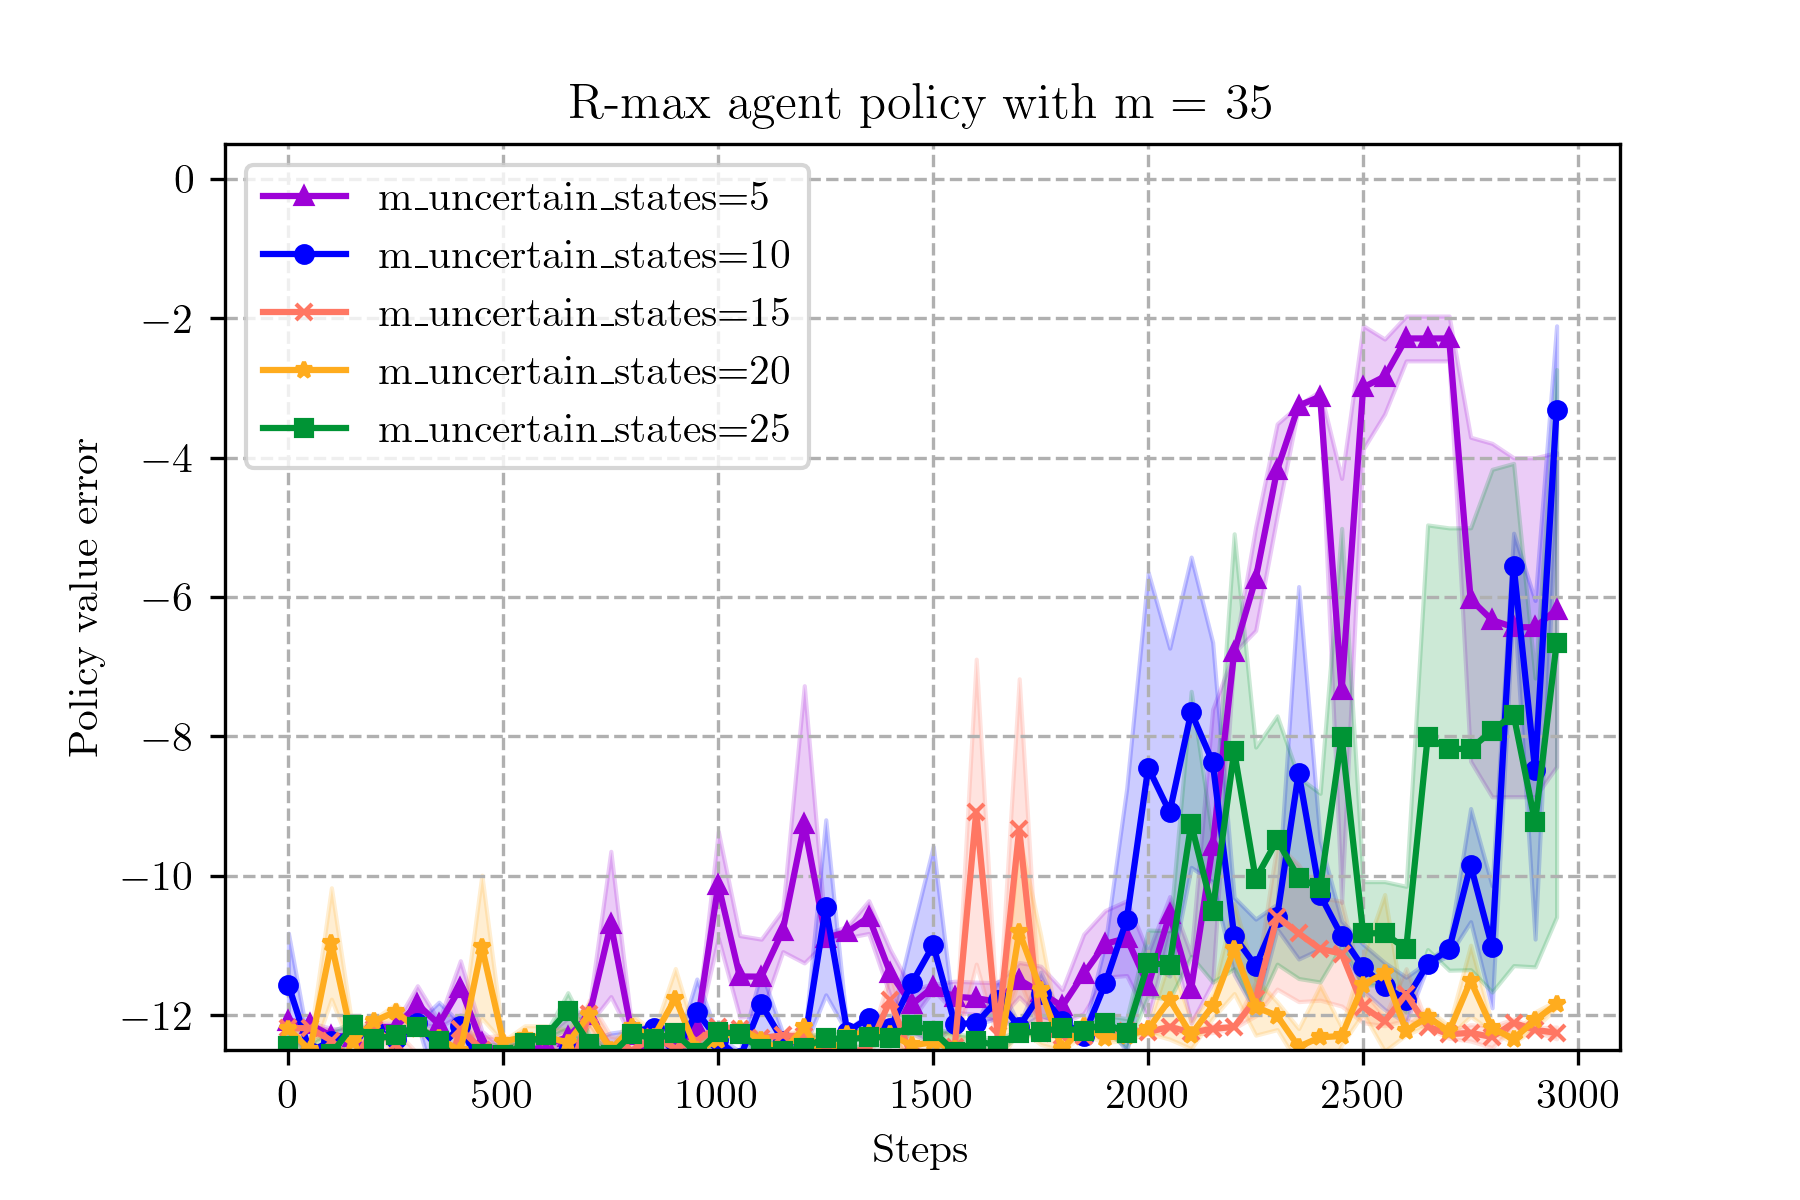 R-max agent policy with m = 35
0
−2
−4
−6
−8
−10
−12
Policy value error
m_uncertain_states=5
m_uncertain_states=10
m_uncertain_states=15
m_uncertain_states=20
m_uncertain_states=25
0 500 1000 1500 2000 2500 3000
Steps